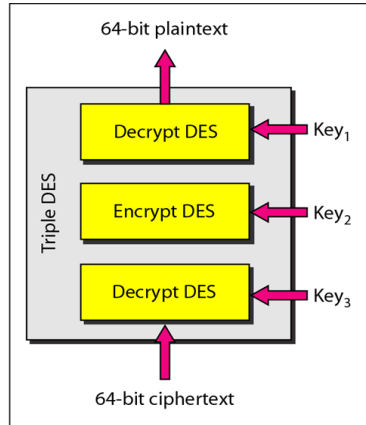 64-bit plaintext
Triple DES
Decrypt DES
Key₁
Encrypt DES
Key₂
Decrypt DES
Key₃
64-bit ciphertext